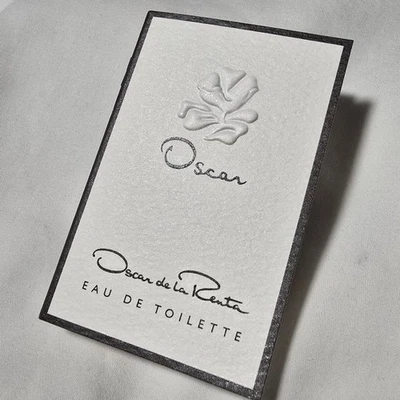 Oscar
Oscar de la Renta
EAU DE TOILETTE